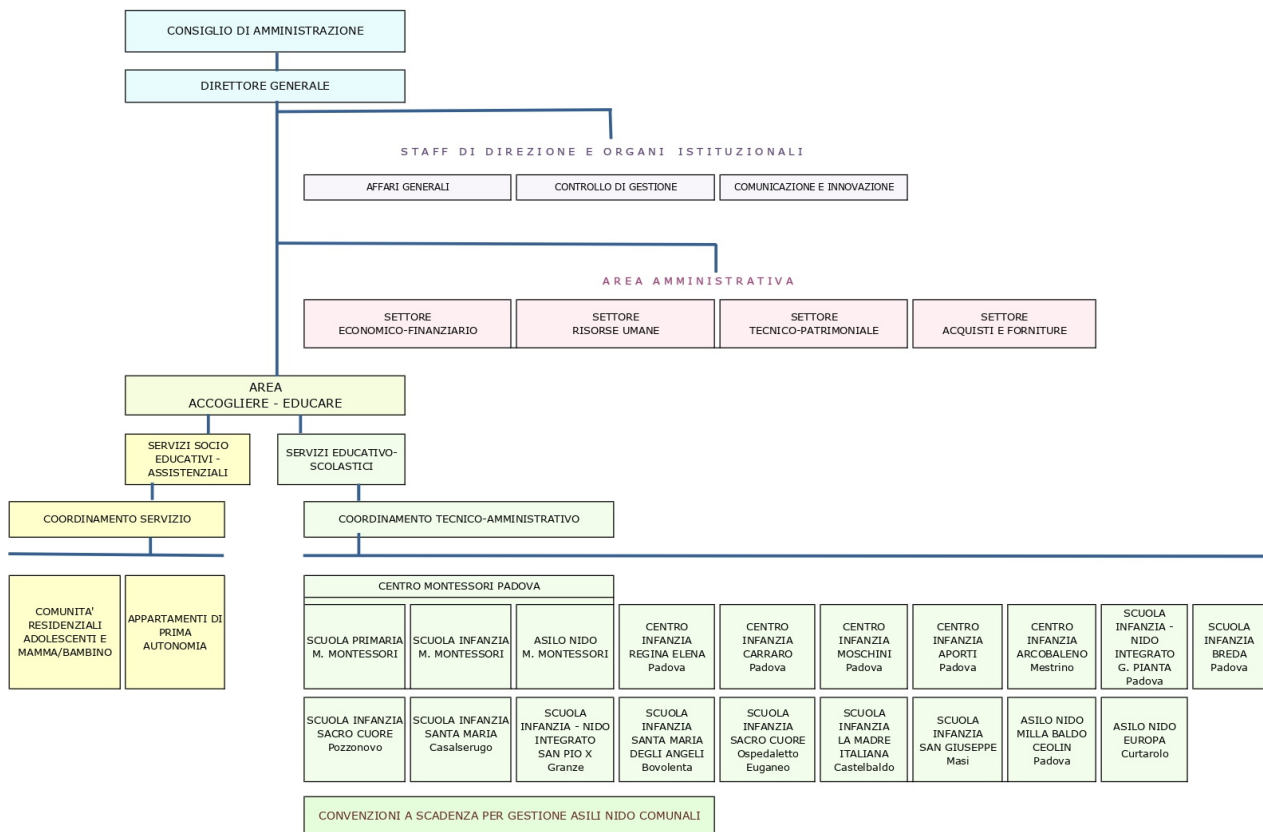 CONSIGLIO DI AMMINISTRAZIONE
DIRETTORE GENERALE
STAFF DI DIREZIONE E ORGANI ISTITUZIONALI
AFFARI GENERALI
CONTROLLO DI GESTIONE
COMUNICAZIONE E INNOVAZIONE
AREA AMMINISTRATIVA
SETTORE
ECONOMICO-FINANZIARIO
SETTORE
RISORSE UMANE
SETTORE
TECNICO-PATRIMONIALE
SETTORE
ACQUISTI E FORNITURE
AREA
ACCOGLIERE - EDUCARE
SERVIZI SOCIO
EDUCATIVI -
ASSISTENZIALI
SERVIZI EDUCATIVO-
SCOLASTICI
COORDINAMENTO SERVIZIO
COORDINAMENTO TECNICO-AMMINISTRATIVO
COMUNITA'
RESIDENZIALI
ADOLESCENTI E
MAMMA/BAMBINO
APPARTAMENTI DI
PRIMA
AUTONOMIA
CENTRO MONTESSORI PADOVA
SCUOLA PRIMARIA
M. MONTESSORI
SCUOLA INFANZIA
M. MONTESSORI
ASILO NIDO
M. MONTESSORI
CENTRO
INFANZIA
REGINA ELENA
Padova
CENTRO
INFANZIA
CARRARO
Padova
CENTRO
INFANZIA
MOSCHINI
Padova
CENTRO
INFANZIA
APORTI
Padova
CENTRO
INFANZIA
ARCOBALENO
Mestrino
SCUOLA
INFANZIA -
NIDO
INTEGRATO
G. PIANTA
Padova
SCUOLA
INFANZIA
BREDA
Padova
SCUOLA INFANZIA
SACRO CUORE
Pozzonovo
SCUOLA INFANZIA
SANTA MARIA
Casalserugo
SCUOLA
INFANZIA - NIDO
INTEGRATO
SAN PIO X
Granze
SCUOLA
INFANZIA
SANTA MARIA
DEGLI ANGELI
Bovolenta
SCUOLA
INFANZIA
SACRO CUORE
Ospedaletto
Euganeo
SCUOLA
INFANZIA
LA MADRE
ITALIANA
Castelbaldo
SCUOLA
INFANZIA
SAN GIUSEPPE
Masi
ASILO NIDO
MILLA BALDO
CEOLIN
Padova
ASILO NIDO
EUROPA
Curtarolo
CONVENZIONI A SCADENZA PER GESTIONE ASILI NIDO COMUNALI